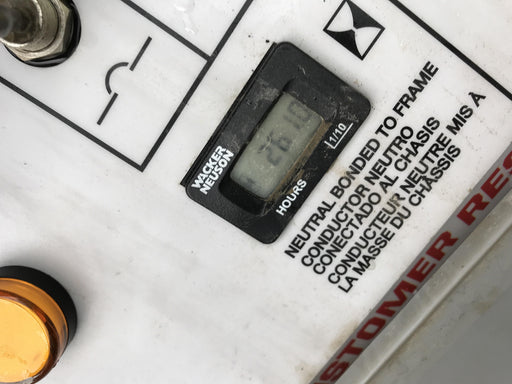 WACKER
NEUSON
HOURS
1/10
NEUTRAL BONDED TO FRAME
CONDUCTOR NEUTRO
CONECTADO AL CHASIS
CONDUCTEUR NEUTRE MIS À
LA MASSE DU CHÂSSIS
STOMER RES